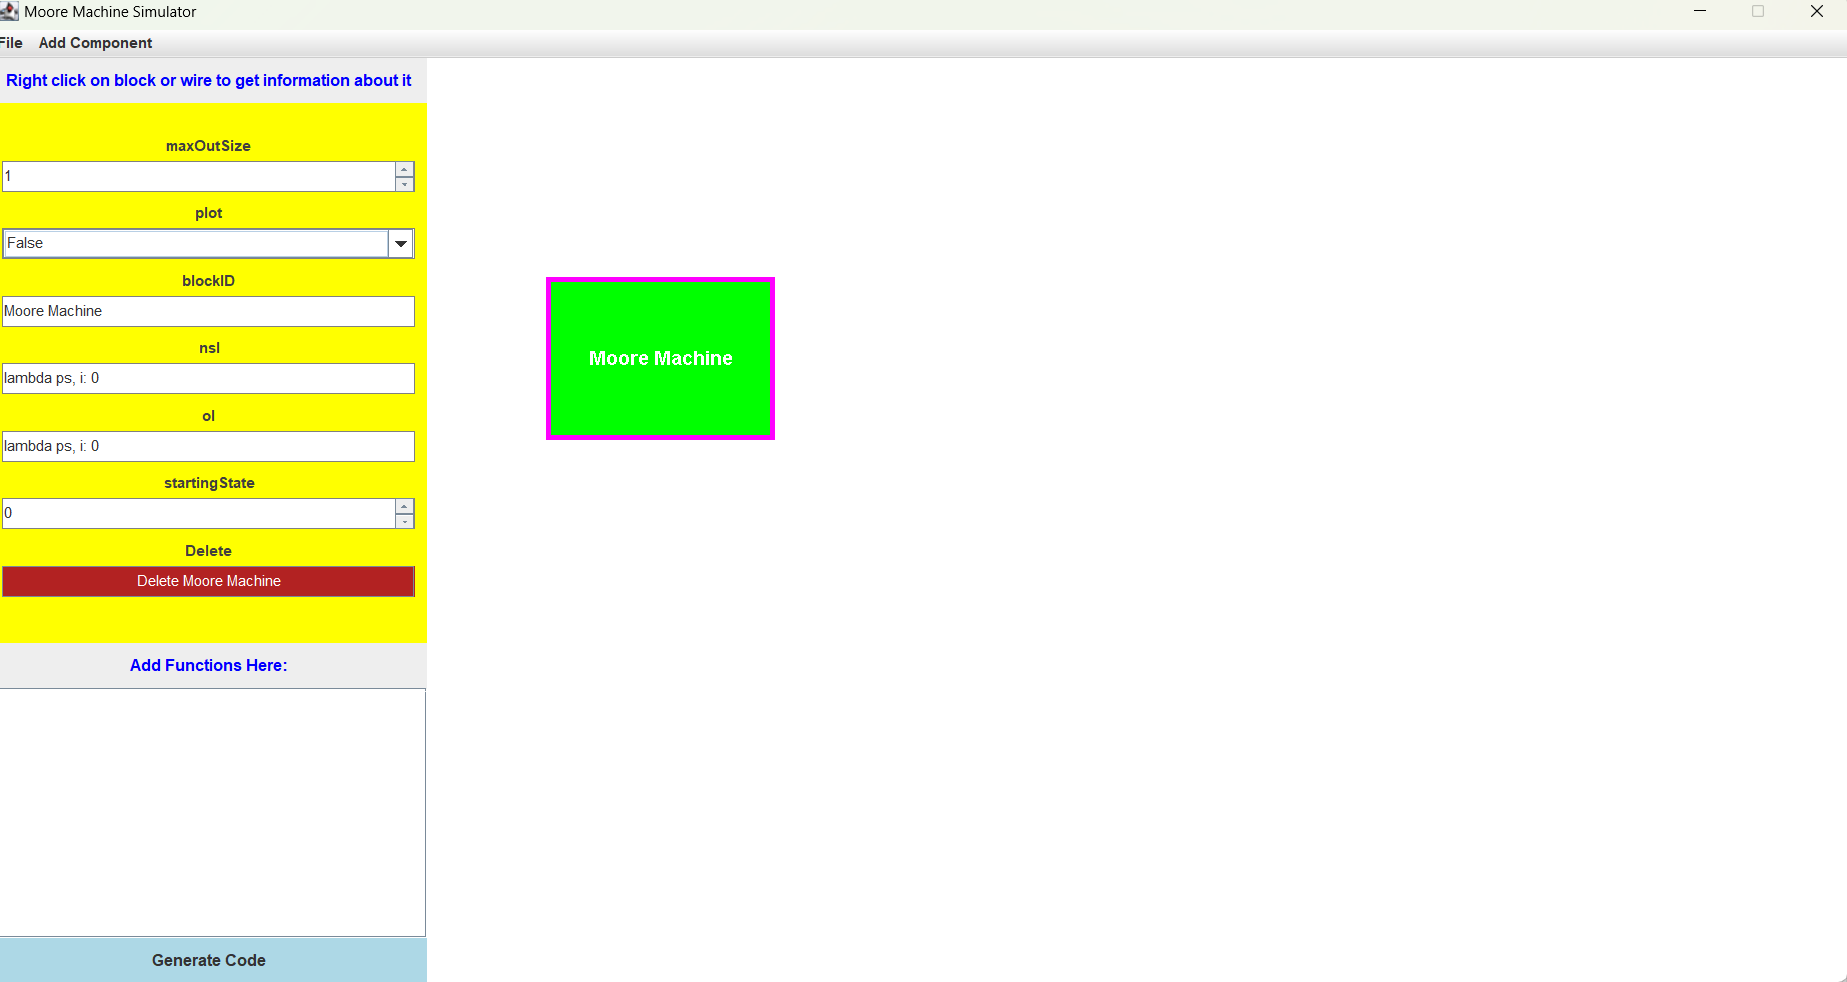 Moore Machine Simulator
File Add Component
Right click on block or wire to get information about it
maxOutSize
1
plot
False
blockID
Moore Machine
nsl
lambda ps, i: 0
ol
lambda ps, i: 0
startingState
0
Delete
Delete Moore Machine
Add Functions Here:
Generate Code
Moore Machine